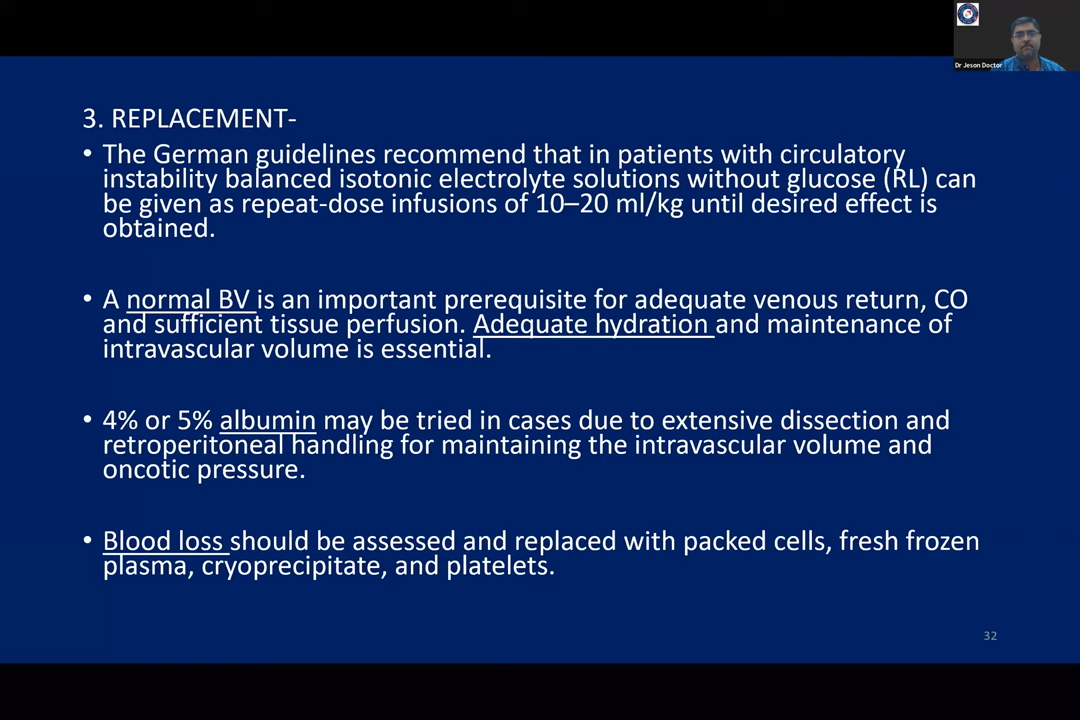 Dr Jeson Doctor
3. REPLACEMENT-
• The German guidelines recommend that in patients with circulatory
instability balanced isotonic electrolyte solutions without glucose (RL) can
be given as repeat-dose infusions of 10–20 ml/kg until desired effect is
obtained.
• A normal BV is an important prerequisite for adequate venous return, CO
and sufficient tissue perfusion. Adequate hydration and maintenance of
intravascular volume is essential.
• 4% or 5% albumin may be tried in cases due to extensive dissection and
retroperitoneal handling for maintaining the intravascular volume and
oncotic pressure.
• Blood loss should be assessed and replaced with packed cells, fresh frozen
plasma, cryoprecipitate, and platelets.
32